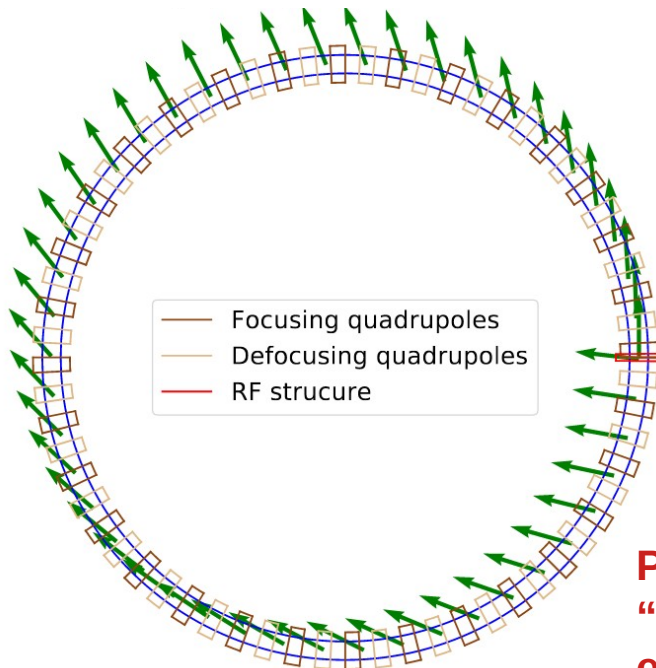 Focusing quadrupoles
Defocusing quadrupoles
RF strucure
P
“